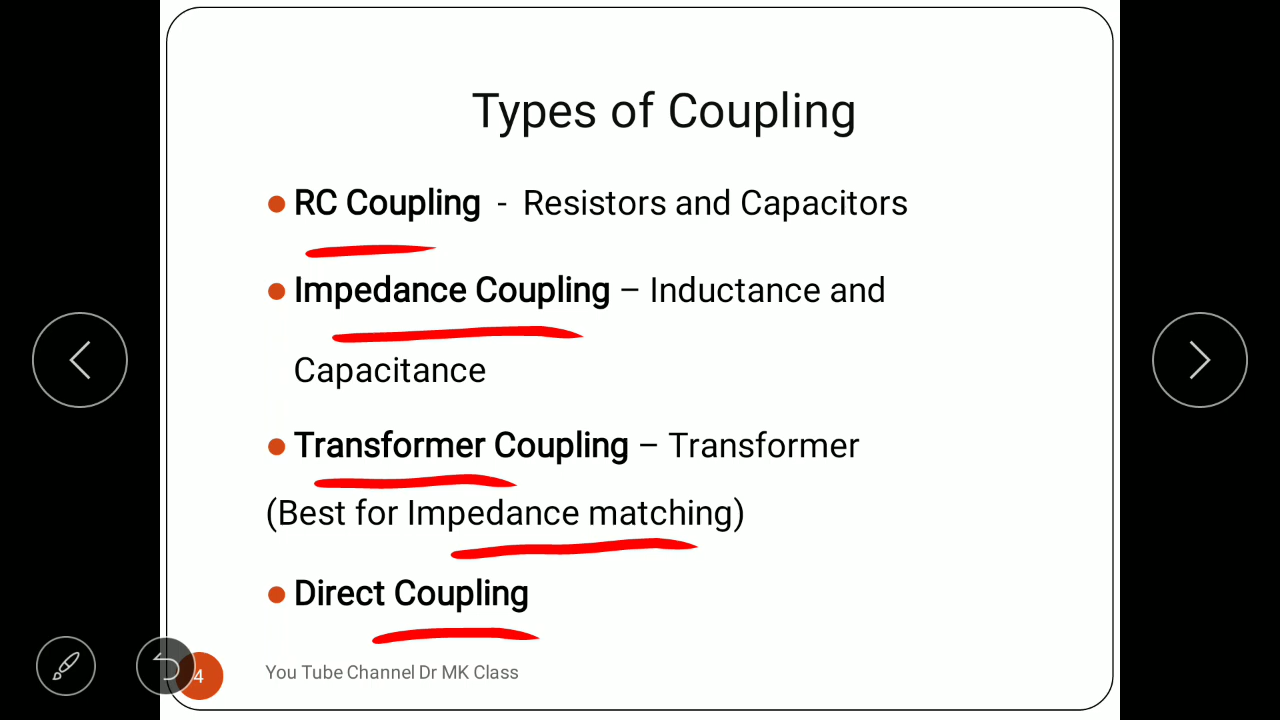 Types of Coupling
RC Coupling - Resistors and Capacitors
Impedance Coupling – Inductance and
Capacitance
Transformer Coupling – Transformer
(Best for Impedance matching)
Direct Coupling
4
You Tube Channel Dr MK Class